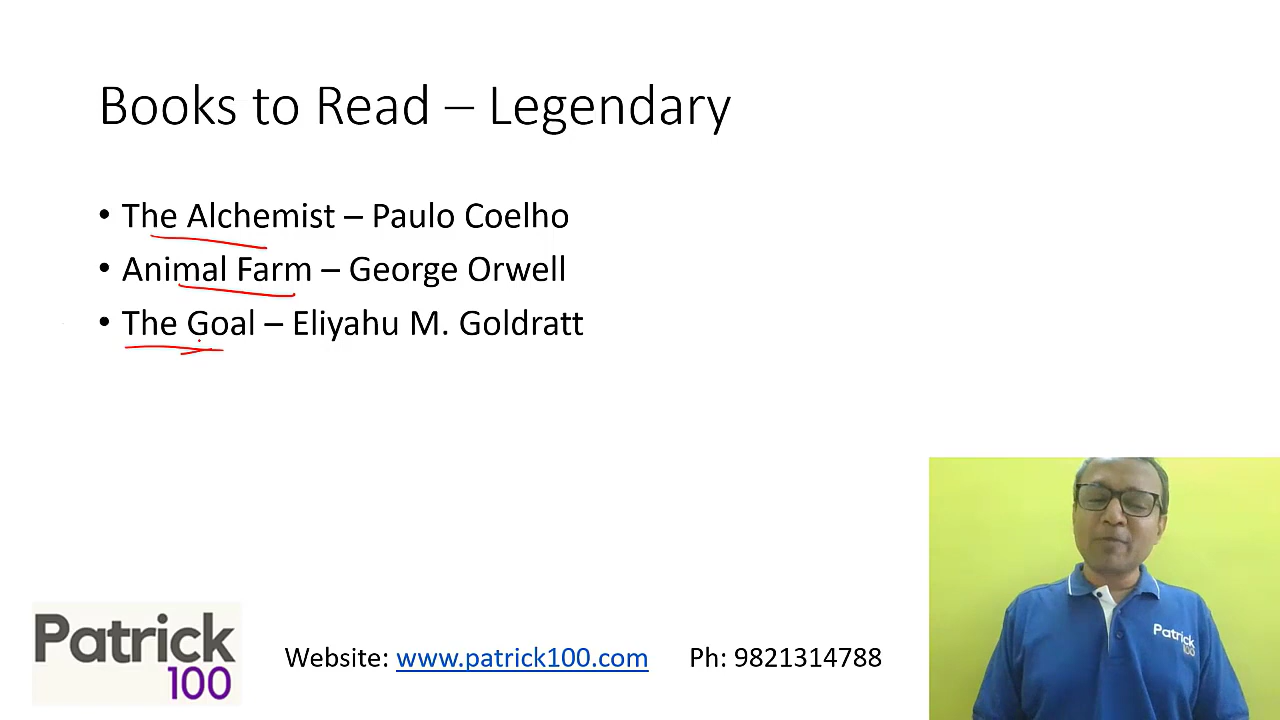 Books to Read – Legendary
• The Alchemist – Paulo Coelho
• Animal Farm – George Orwell
• The Goal – Eliyahu M. Goldratt
Patrick
100
Website: www.patrick100.com Ph: 9821314788
Patrick
100